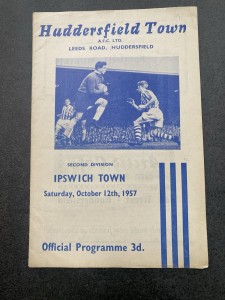 Huddersfield Town
A.F.C. LTD.
LEEDS ROAD, HUDDERSFIELD
SECOND DIVISION
IPSWICH TOWN
Saturday, October 12th, 1957
Official Programme 3d.